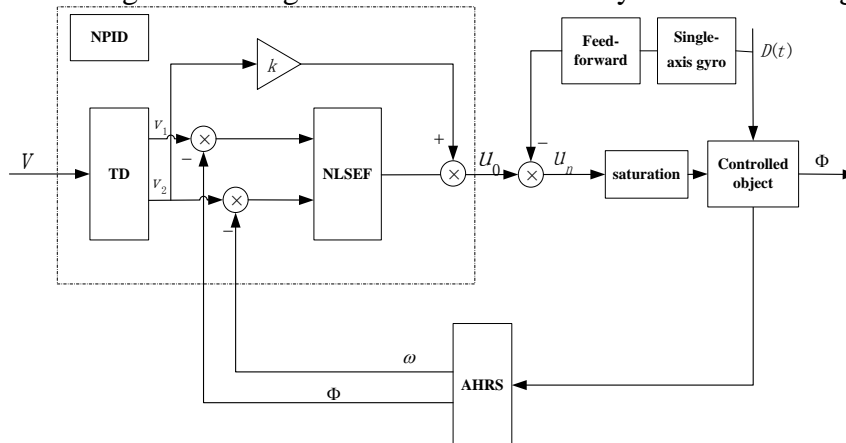 NPID
k
Feed-
forward
Single-
axis gyro
D(t)
V
TD
v1
v2
−
−
NLSEF
+
u0
−
un
saturation
Controlled
object
Φ
ω
Φ
AHRS